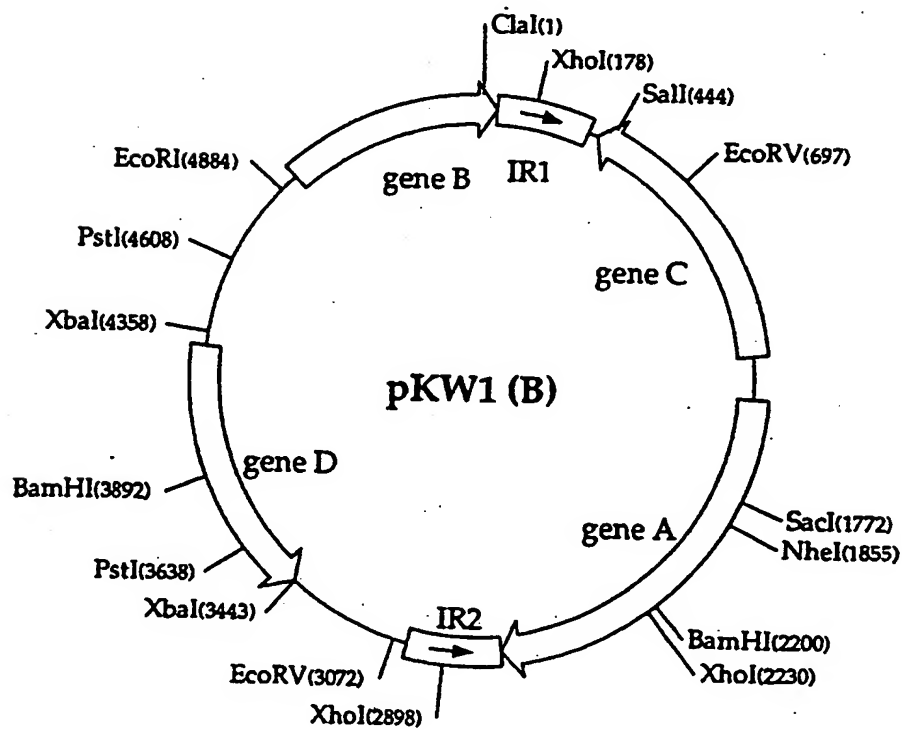 ClaI(1)
XhoI(178)
SalI(444)
EcoRV(697)
EcoRI(4884)
gene B
IR1
PstI(4608)
gene C
XbaI(4358)
pKW1 (B)
gene D
BamHI(3892)
gene A
SacI(1772)
NheI(1855)
PstI(3638)
XbaI(3443)
IR2
BamHI(2200)
EcoRV(3072)
XhoI(2230)
XhoI(2898)